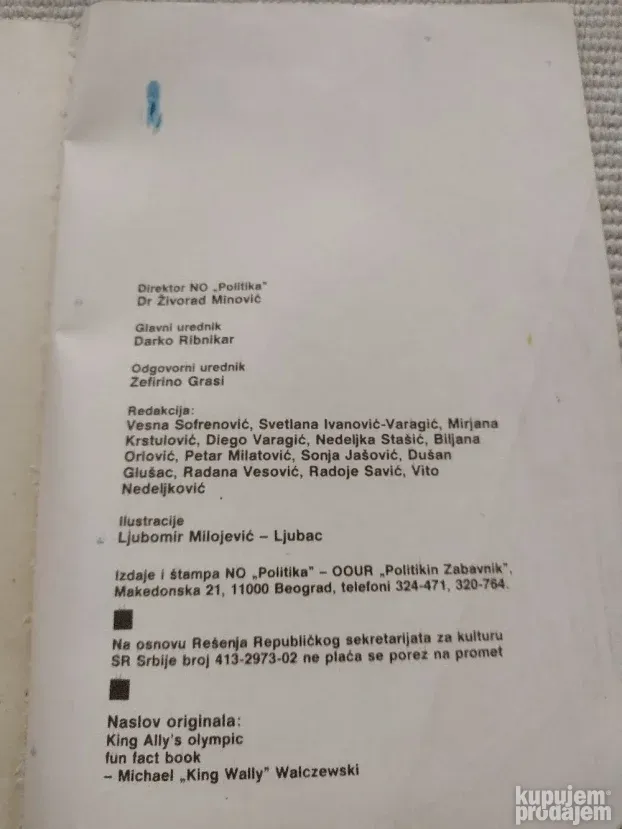 Direktor NO „Politika"
Dr Živorad Minović
Glavni urednik
Darko Ribnikar
Odgovorni urednik
Zefirino Grasi
Redakcija:
Vesna Sofrenović, Svetlana Ivanović-Varagić, Mirjana
Krstulović, Diego Varagić, Nedeljka Stašić, Biljana
Orlović, Petar Milatović, Sonja Jašović, Dušan
Glušac, Radana Vesović, Radoje Savić, Vito
Nedeljković
Ilustracije
Ljubomir Milojević – Ljubac
Izdaje i štampa NO „Politika" – OOUR „Politikin Zabavnik",
Makedonska 21, 11000 Beograd, telefoni 324-471, 320-764.
Na osnovu Rešenja Republičkog sekretarijata za kulturu
SR Srbije broj 413-2973-02 ne plaća se porez na promet
Naslov originala:
King Ally's olympic
fun fact book
– Michael „King Wally" Walczewski
kupujem
prodajem